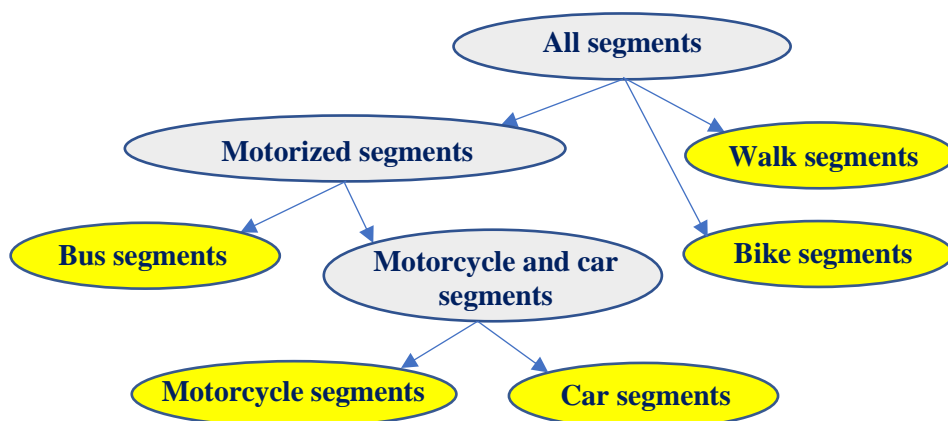 All segments
Motorized segments
Walk segments
Bus segments
Motorcycle and car
segments
Bike segments
Motorcycle segments
Car segments